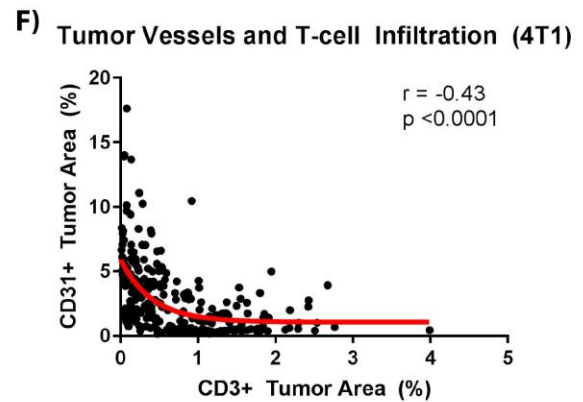 F) Tumor Vessels and T-cell Infiltration (4T1)
r = -0.43
p <0.0001
CD31+ Tumor Area (%)
20
15
10
5
0
0 1 2 3 4 5
CD3+ Tumor Area (%)